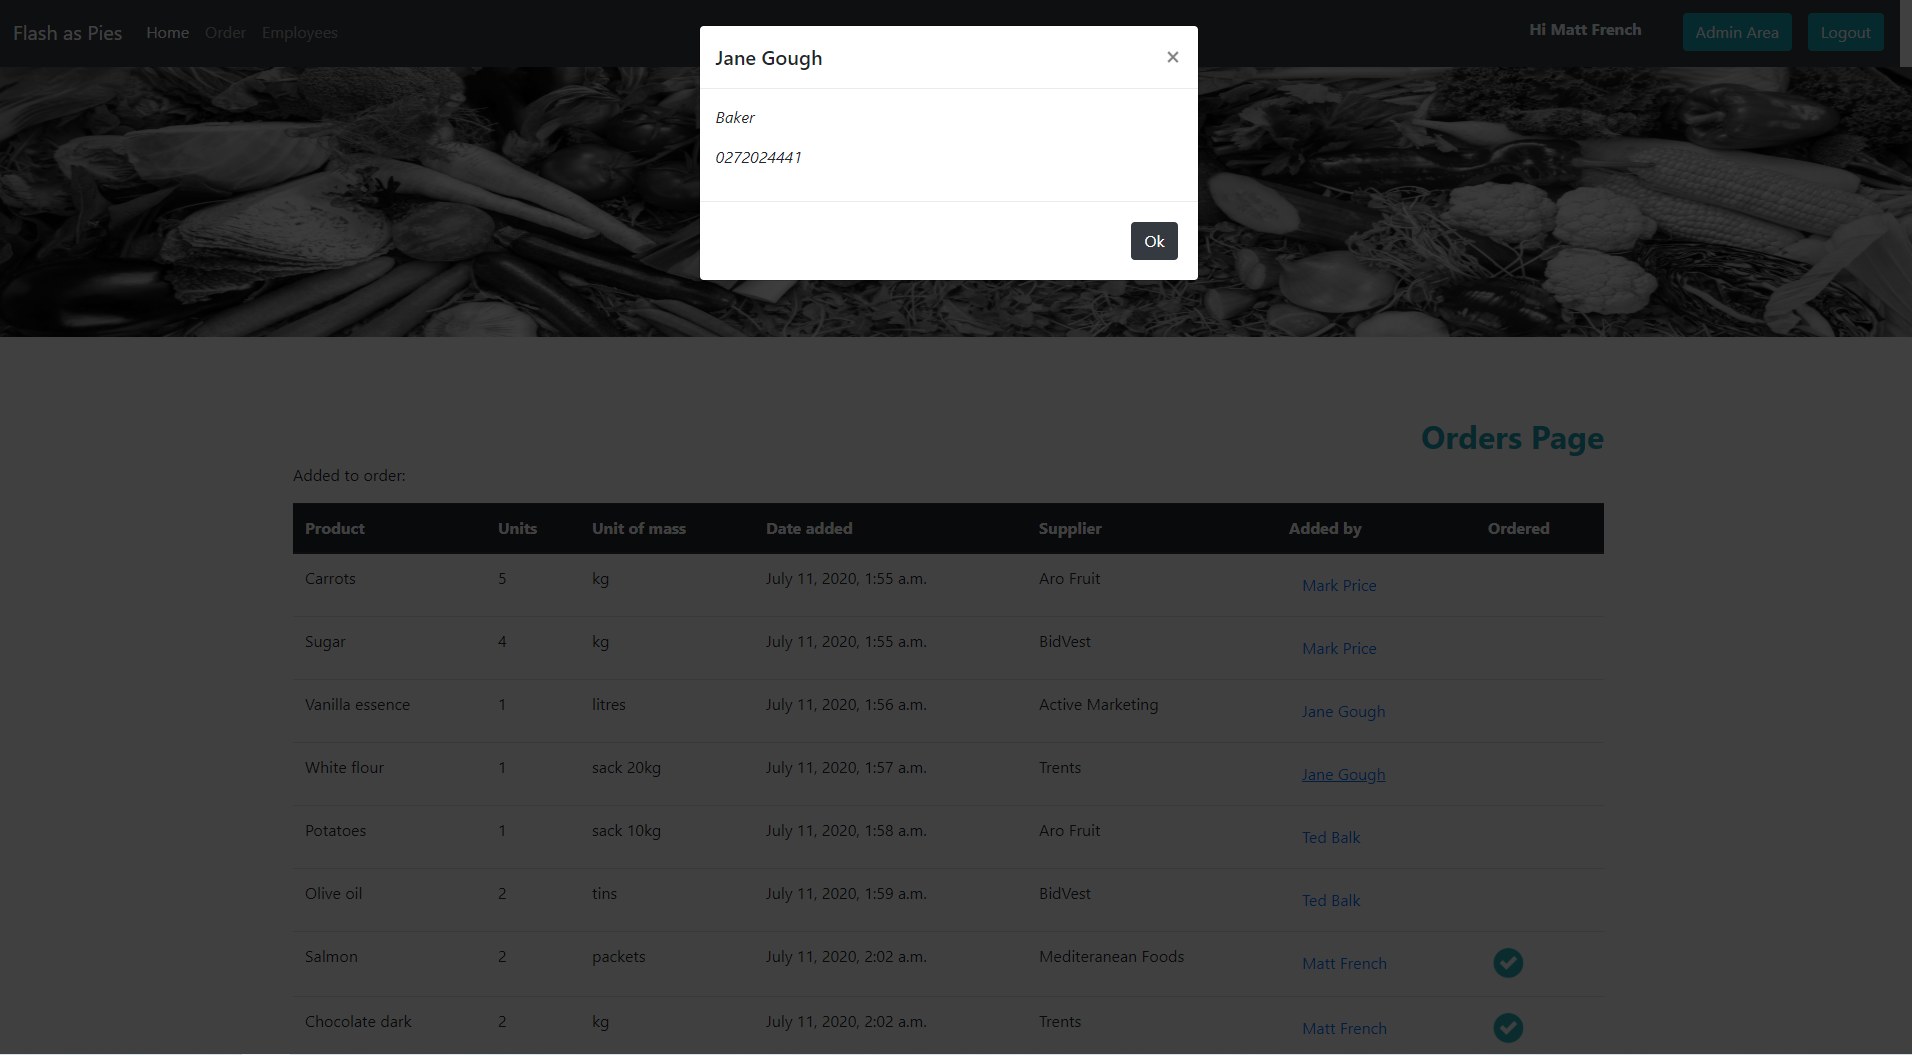 Flash as Pies Home Order Employees Hi Matt French Admin Area Logout
Jane Gough ×
Baker
0272024441
Ok
Orders Page
Added to order:
Product Units Unit of mass Date added Supplier Added by Ordered
Carrots 5 kg July 11, 2020, 1:55 a.m. Aro Fruit Mark Price
Sugar 4 kg July 11, 2020, 1:55 a.m. BidVest Mark Price
Vanilla essence 1 litres July 11, 2020, 1:56 a.m. Active Marketing Jane Gough
White flour 1 sack 20kg July 11, 2020, 1:57 a.m. Trents Jane Gough
Potatoes 1 sack 10kg July 11, 2020, 1:58 a.m. Aro Fruit Ted Balk
Olive oil 2 tins July 11, 2020, 1:59 a.m. BidVest Ted Balk
Salmon 2 packets July 11, 2020, 2:02 a.m. Mediteranean Foods Matt French
Chocolate dark 2 kg July 11, 2020, 2:02 a.m. Trents Matt French